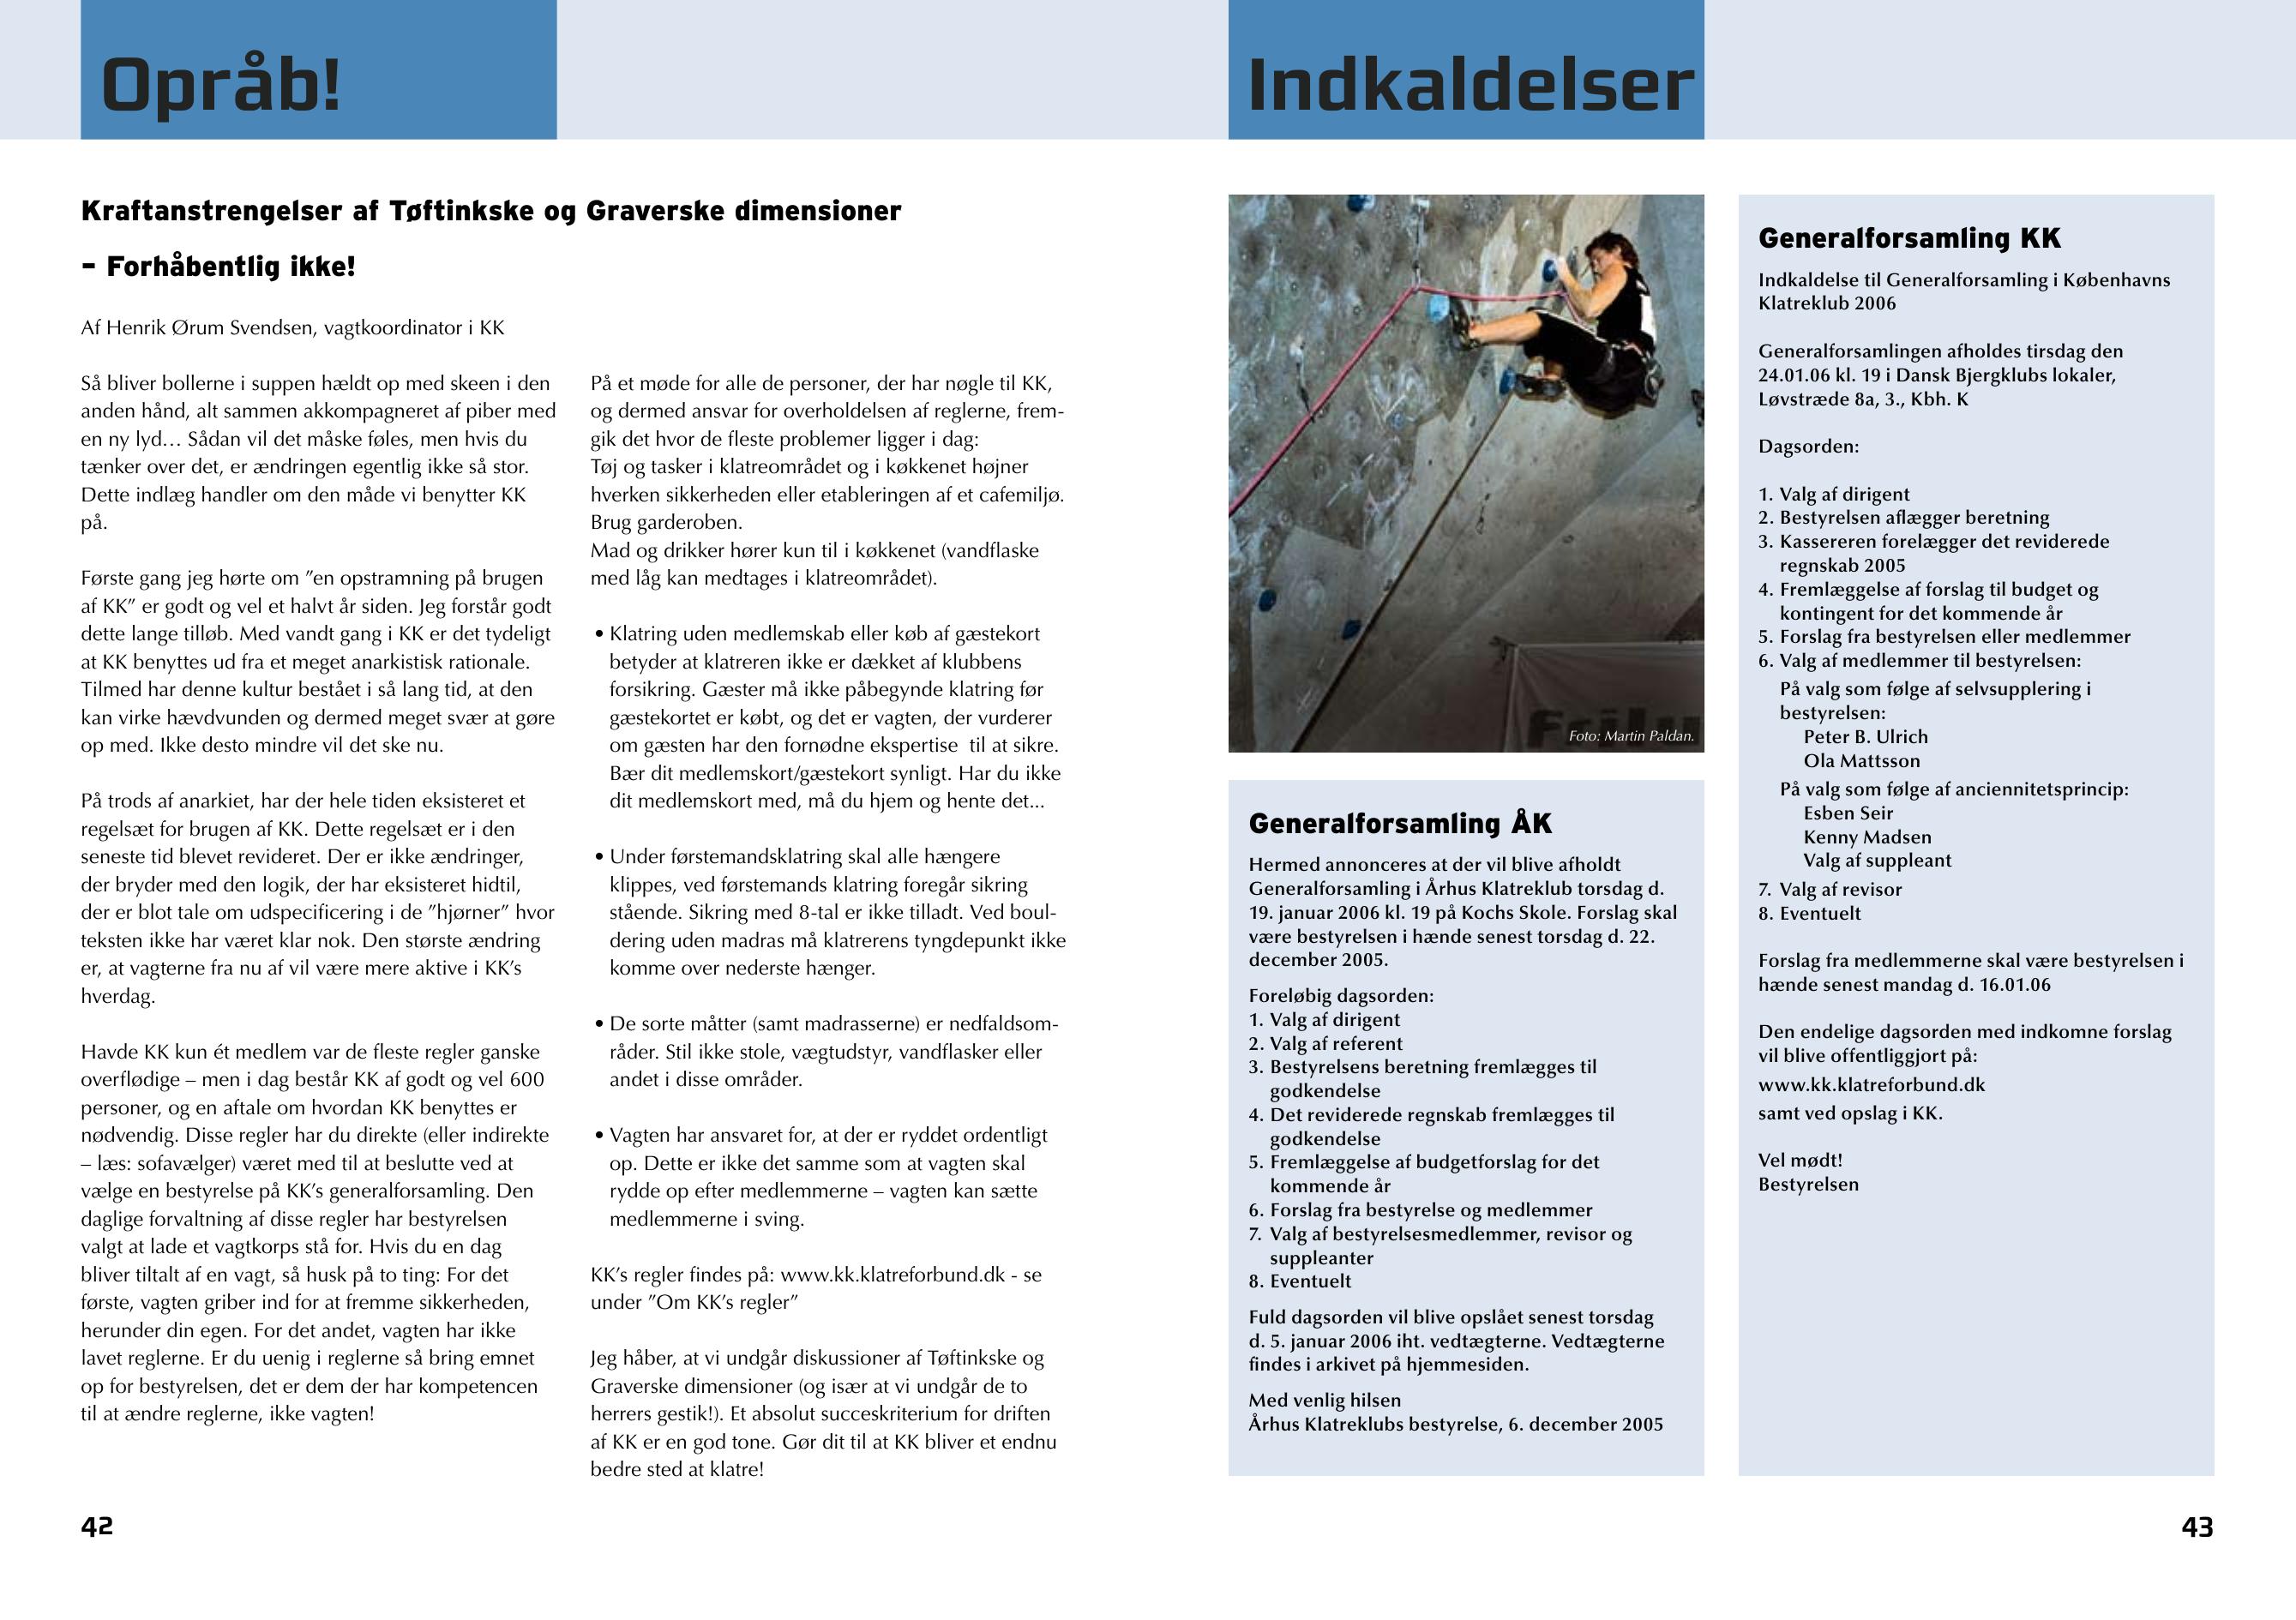 Opråb!
Kraftanstrengelser af Tøftinkske og Graverske dimensioner
– Forhåbentlig ikke!
Af Henrik Ørum Svendsen, vagtkoordinator i KK
Så bliver bollerne i suppen hældt op med skeen i den
anden hånd, alt sammen akkompagneret af piber med
en ny lyd… Sådan vil det måske føles, men hvis du
tænker over det, er ændringen egentlig ikke så stor.
Dette indlæg handler om den måde vi benytter KK
på.
Første gang jeg hørte om ”en opstramning på brugen
af KK” er godt og vel et halvt år siden. Jeg forstår godt
dette lange tilløb. Med vandt gang i KK er det tydeligt
at KK benyttes ud fra et meget anarkistisk rationale.
Tilmed har denne kultur bestået i så lang tid, at den
kan virke hævdvunden og dermed meget svær at gøre
op med. Ikke desto mindre vil det ske nu.
På trods af anarkiet, har der hele tiden eksisteret et
regelsæt for brugen af KK. Dette regelsæt er i den
seneste tid blevet revideret. Der er ikke ændringer,
der bryder med den logik, der har eksisteret hidtil,
der er blot tale om udspecificering i de ”hjørner” hvor
teksten ikke har været klar nok. Den største ændring
er, at vagterne fra nu af vil være mere aktive i KK’s
hverdag.
Havde KK kun ét medlem var de fleste regler ganske
overflødige – men i dag består KK af godt og vel 600
personer, og en aftale om hvordan KK benyttes er
nødvendig. Disse regler har du direkte (eller indirekte
– læs: sofavælger) været med til at beslutte ved at
vælge en bestyrelse på KK’s generalforsamling. Den
daglige forvaltning af disse regler har bestyrelsen
valgt at lade et vagtkorps stå for. Hvis du en dag
bliver tiltalt af en vagt, så husk på to ting: For det
første, vagten griber ind for at fremme sikkerheden,
herunder din egen. For det andet, vagten har ikke
lavet reglerne. Er du uenig i reglerne så bring emnet
op for bestyrelsen, det er dem der har kompetencen
til at ændre reglerne, ikke vagten!
På et møde for alle de personer, der har nøgle til KK,
og dermed ansvar for overholdelsen af reglerne, frem-
gik det hvor de fleste problemer ligger i dag:
Tøj og tasker i klatreområdet og i køkkenet højner
hverken sikkerheden eller etableringen af et cafemiljø.
Brug garderoben.
Mad og drikker hører kun til i køkkenet (vandflaske
med låg kan medtages i klatreområdet).
• Klatring uden medlemskab eller køb af gæstekort
betyder at klatreren ikke er dækket af klubbens
forsikring. Gæster må ikke påbegynde klatring før
gæstekortet er købt, og det er vagten, der vurderer
om gæsten har den fornødne ekspertise  til at sikre.
Bær dit medlemskort/gæstekort synligt. Har du ikke
dit medlemskort med, må du hjem og hente det...
• Under førstemandsklatring skal alle hængere
klippes, ved førstemands klatring foregår sikring
stående. Sikring med 8-tal er ikke tilladt. Ved boul-
dering uden madras må klatrerens tyngdepunkt ikke
komme over nederste hænger.
• De sorte måtter (samt madrasserne) er nedfaldsom-
råder. Stil ikke stole, vægtudstyr, vandflasker eller
andet i disse områder.
• Vagten har ansvaret for, at der er ryddet ordentligt
op. Dette er ikke det samme som at vagten skal
rydde op efter medlemmerne – vagten kan sætte
medlemmerne i sving.
KK’s regler findes på: www.kk.klatreforbund.dk - se
under ”Om KK’s regler”
Jeg håber, at vi undgår diskussioner af Tøftinkske og
Graverske dimensioner (og især at vi undgår de to
herrers gestik!). Et absolut succeskriterium for driften
af KK er en god tone. Gør dit til at KK bliver et endnu
bedre sted at klatre!
42
Indkaldelser
Foto: Martin Paldan.
Generalforsamling ÅK
Hermed annonceres at der vil blive afholdt
Generalforsamling i Århus Klatreklub torsdag d.
19. januar 2006 kl. 19 på Kochs Skole. Forslag skal
være bestyrelsen i hænde senest torsdag d. 22.
december 2005.
Foreløbig dagsorden:
1. Valg af dirigent
2. Valg af referent
3. Bestyrelsens beretning fremlægges til
godkendelse
4. Det reviderede regnskab fremlægges til
godkendelse
5. Fremlæggelse af budgetforslag for det
kommende år
6. Forslag fra bestyrelse og medlemmer
7. Valg af bestyrelsesmedlemmer, revisor og
suppleanter
8. Eventuelt
Fuld dagsorden vil blive opslået senest torsdag
d. 5. januar 2006 iht. vedtægterne. Vedtægterne
findes i arkivet på hjemmesiden.
Med venlig hilsen
Århus Klatreklubs bestyrelse, 6. december 2005
Generalforsamling KK
Indkaldelse til Generalforsamling i Københavns
Klatreklub 2006
Generalforsamlingen afholdes tirsdag den
24.01.06 kl. 19 i Dansk Bjergklubs lokaler,
Løvstræde 8a, 3., Kbh. K
Dagsorden:
1. Valg af dirigent
2. Bestyrelsen aflægger beretning
3. Kassereren forelægger det reviderede
regnskab 2005
4. Fremlæggelse af forslag til budget og
kontingent for det kommende år
5. Forslag fra bestyrelsen eller medlemmer
6. Valg af medlemmer til bestyrelsen:
På valg som følge af selvsupplering i
bestyrelsen:
Peter B. Ulrich
Ola Mattsson
På valg som følge af anciennitetsprincip:
Esben Seir
Kenny Madsen
Valg af suppleant
7. Valg af revisor
8. Eventuelt
Forslag fra medlemmerne skal være bestyrelsen i
hænde senest mandag d. 16.01.06
Den endelige dagsorden med indkomne forslag
vil blive offentliggjort på:
www.kk.klatreforbund.dk
samt ved opslag i KK.
Vel mødt!
Bestyrelsen
43